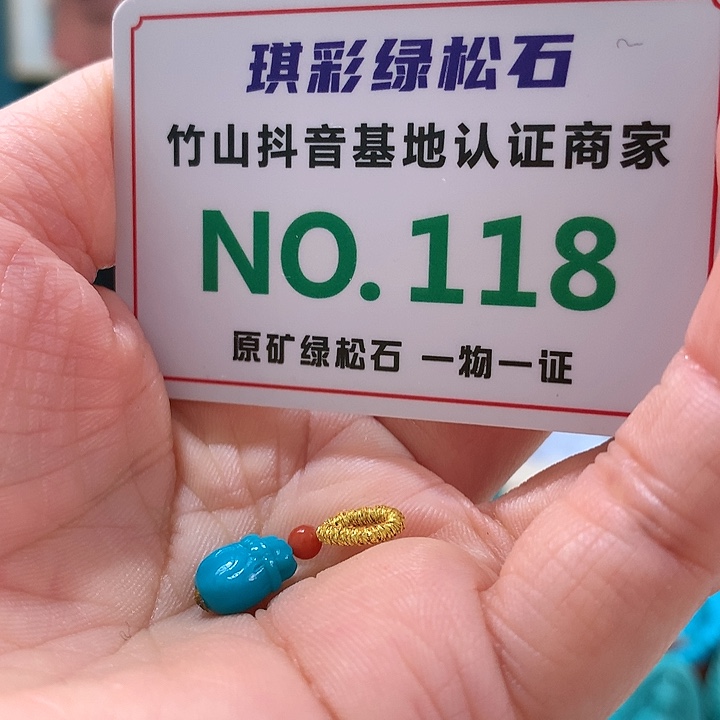 琪彩绿松石
竹山抖音基地认证商家
NO.118
原矿绿松石 一物一证